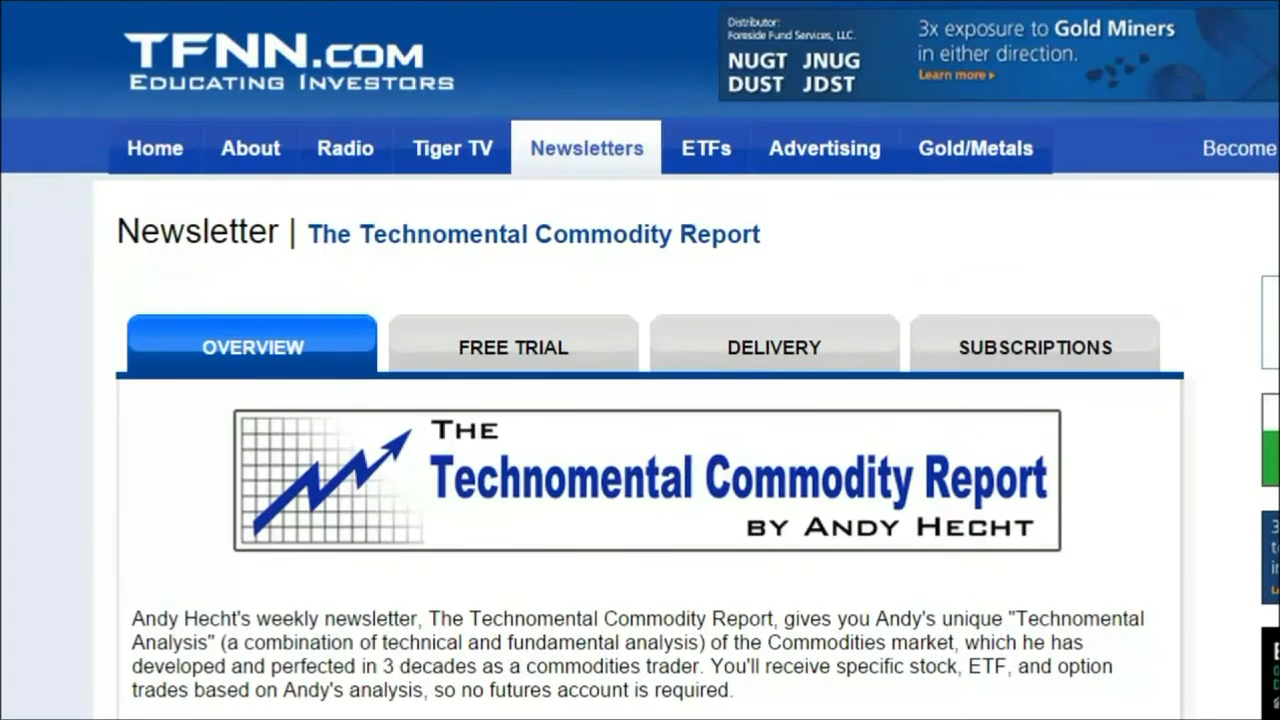 TFNN.COM
EDUCATING INVESTORS
Distributor:
Foreside Fund Services, LLC.
NUGT JNUG
DUST JDST
3x exposure to Gold Miners
in either direction.
Learn more
Home About Radio Tiger TV Newsletters ETFs Advertising Gold/Metals Become
Newsletter | The Technomental Commodity Report
OVERVIEW FREE TRIAL DELIVERY SUBSCRIPTIONS
THE
Technomental Commodity Report
BY ANDY HECHT
Andy Hecht's weekly newsletter, The Technomental Commodity Report, gives you Andy's unique "Technomental
Analysis" (a combination of technical and fundamental analysis) of the Commodities market, which he has
developed and perfected in 3 decades as a commodities trader. You'll receive specific stock, ETF, and option
trades based on Andy's analysis, so no futures account is required.